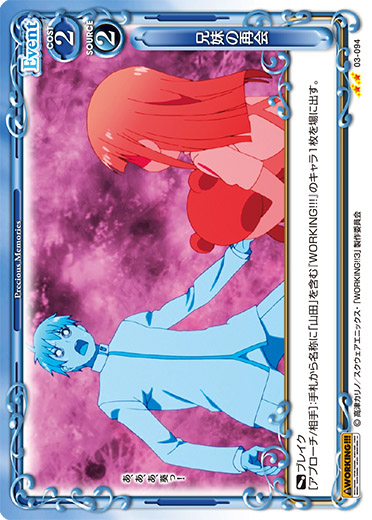 Event
COST 2
SOURCE 2
兄妹の再会
03-094
Precious Memories
あ、あ、あ、葵っ！
ブレイク
[アプローチ/相手]:手札から名称に「山田」を含む「WORKING!!!」のキャラ1枚を場に出す。
©高津カリノ/スクウェアエニックス・「WORKING!!!3」製作委員会
WORKING!!!